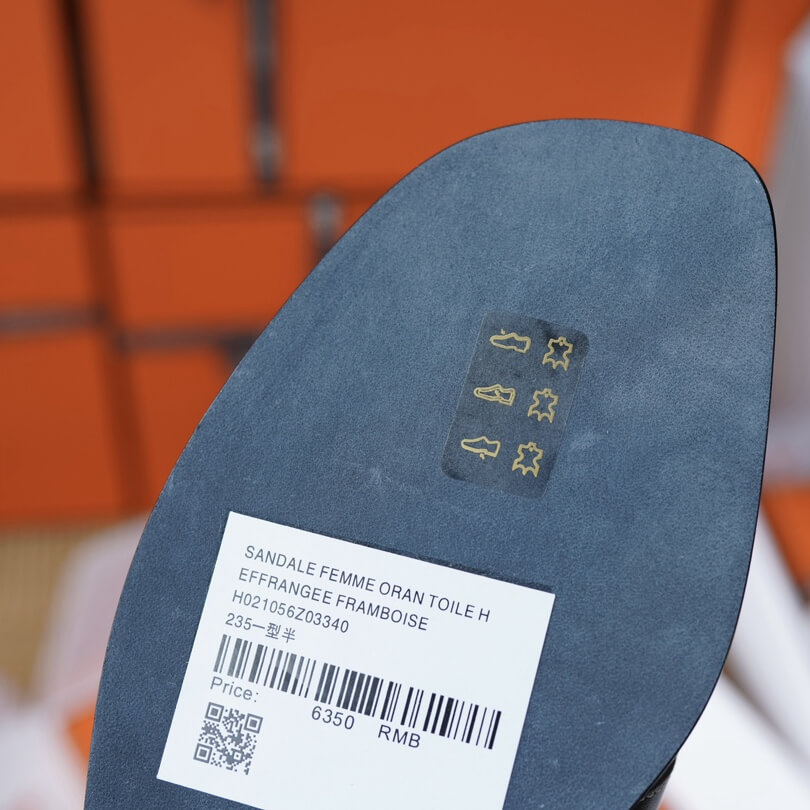 SANDALE FEMME ORAN TOILE H
EFFRANGEE FRAMBOISE
H021056Z03340
235一型半
Price:
6350 RMB